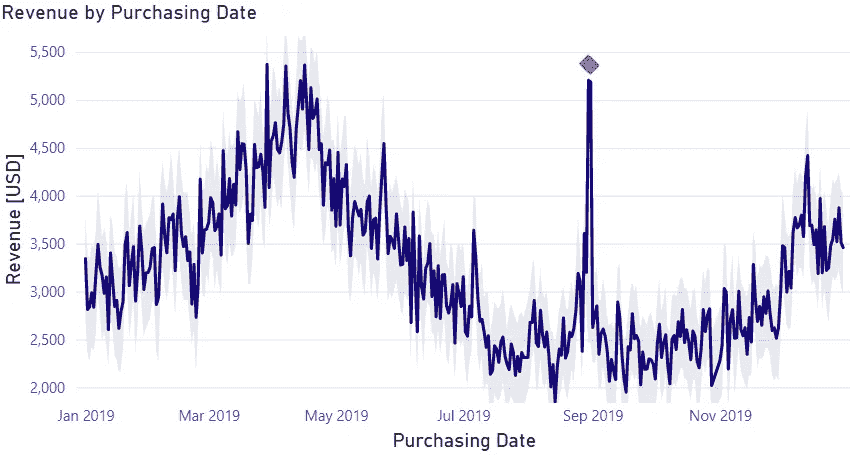 Revenue by Purchasing Date
5,500
5,000
4,500
4,000
3,500
3,000
2,500
2,000
Revenue [USD]
Jan 2019 Mar 2019 May 2019 Jul 2019 Sep 2019 Nov 2019
Purchasing Date